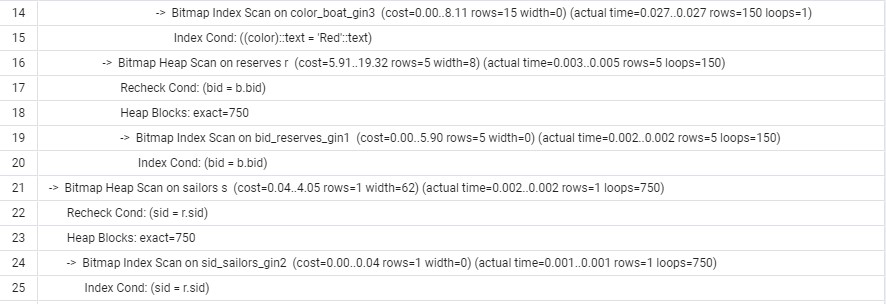 14 -> Bitmap Index Scan on color_boat_gin3 (cost=0.00..8.11 rows=15 width=0) (actual time=0.027..0.027 rows=150 loops=1)
15 Index Cond: ((color)::text = 'Red'::text)
16 -> Bitmap Heap Scan on reserves r (cost=5.91..19.32 rows=5 width=8) (actual time=0.003..0.005 rows=5 loops=150)
17 Recheck Cond: (bid = b.bid)
18 Heap Blocks: exact=750
19 -> Bitmap Index Scan on bid_reserves_gin1 (cost=0.00..5.90 rows=5 width=0) (actual time=0.002..0.002 rows=5 loops=150)
20 Index Cond: (bid = b.bid)
21 -> Bitmap Heap Scan on sailors s (cost=0.04..4.05 rows=1 width=62) (actual time=0.002..0.002 rows=1 loops=750)
22 Recheck Cond: (sid = r.sid)
23 Heap Blocks: exact=750
24 -> Bitmap Index Scan on sid_sailors_gin2 (cost=0.00..0.04 rows=1 width=0) (actual time=0.001..0.001 rows=1 loops=750)
25 Index Cond: (sid = r.sid)